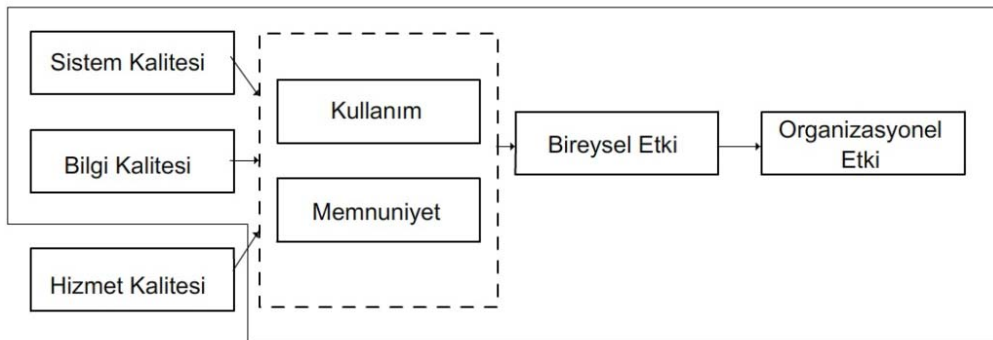 Sistem Kalitesi
Bilgi Kalitesi
Hizmet Kalitesi
Kullanım
Memnuniyet
Bireysel Etki
Organizasyonel
Etki